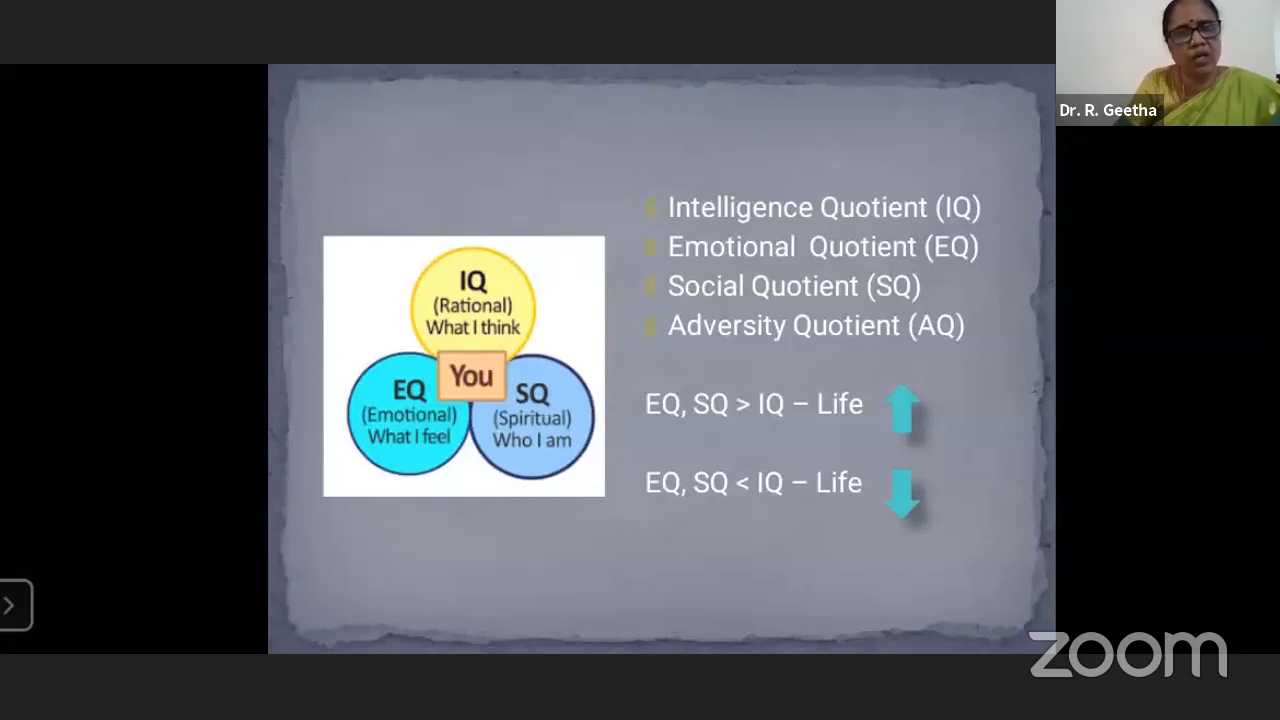 Dr. R. Geetha
Intelligence Quotient (IQ)
Emotional Quotient (EQ)
Social Quotient (SQ)
Adversity Quotient (AQ)
EQ, SQ > IQ – Life
EQ, SQ < IQ – Life
IQ
(Rational)
What I think
You
EQ
(Emotional)
What I feel
SQ
(Spiritual)
Who I am
zoom